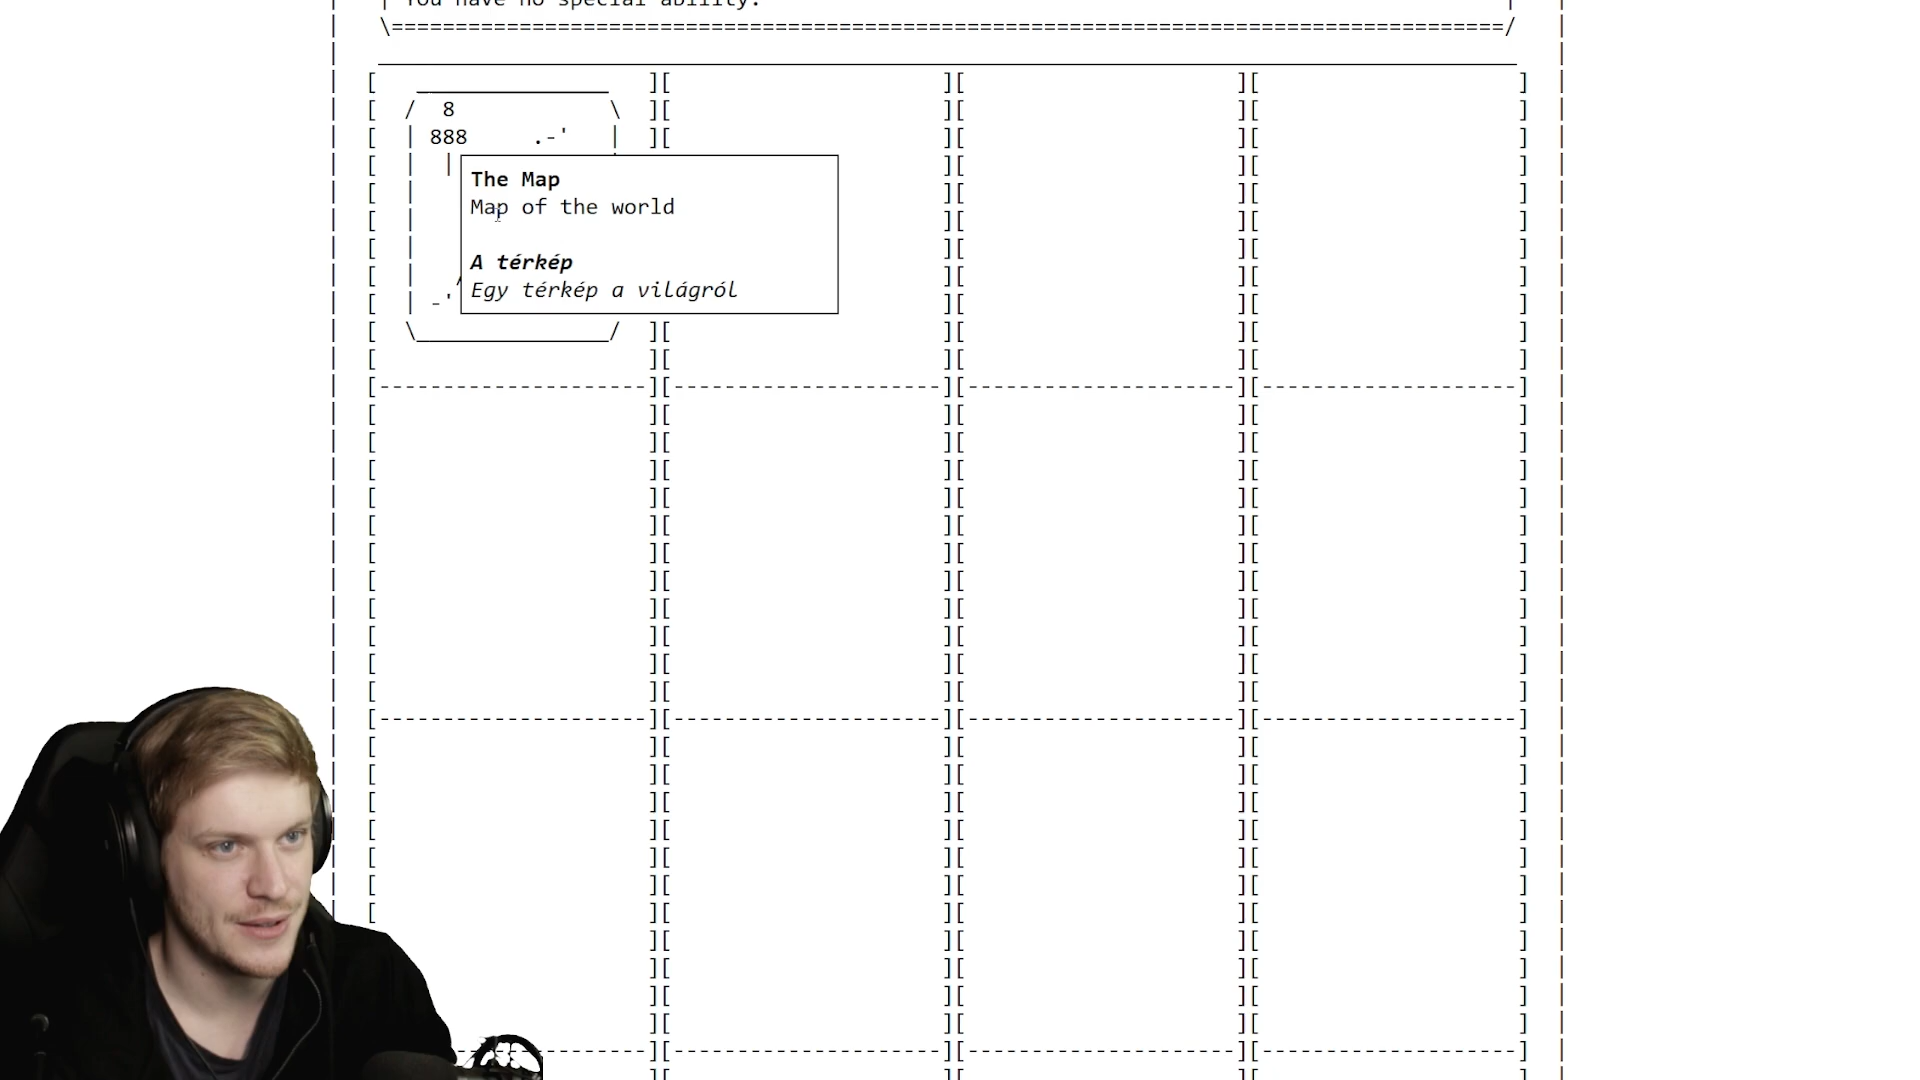 You have no special ability.
8
888
The Map
Map of the world
A térkép
Egy térkép a világról